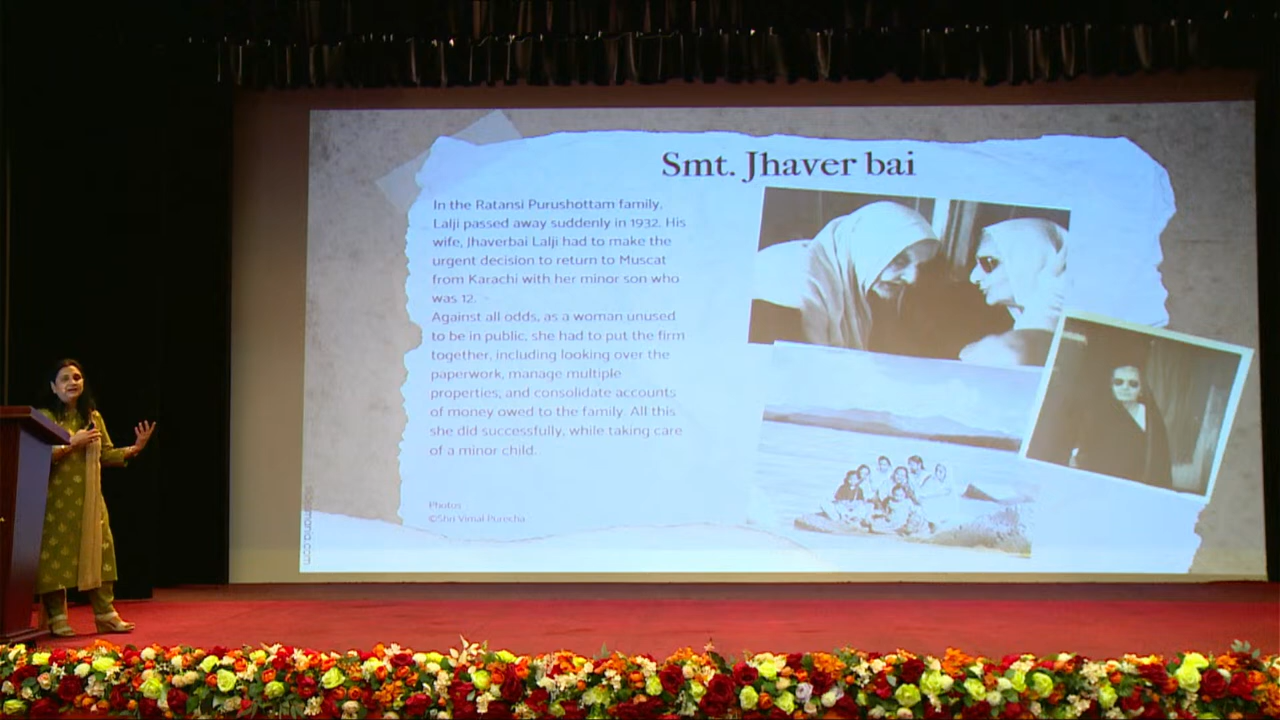 Smt. Jhaver bai
In the Ratansi Purushottam family,
Lalji passed away suddenly in 1932. His
wife, Jhaverbai Lalji had to make the
urgent decision to return to Muscat
from Karachi with her minor son who
was 12.
Against all odds, as a woman unused
to be in public, she had to put the firm
together, including looking over the
paperwork, manage multiple
properties, and consolidate accounts
of money owed to the family. All this
she did successfully, while taking care
of a minor child.
Photos
©Shri Vimal Purecha